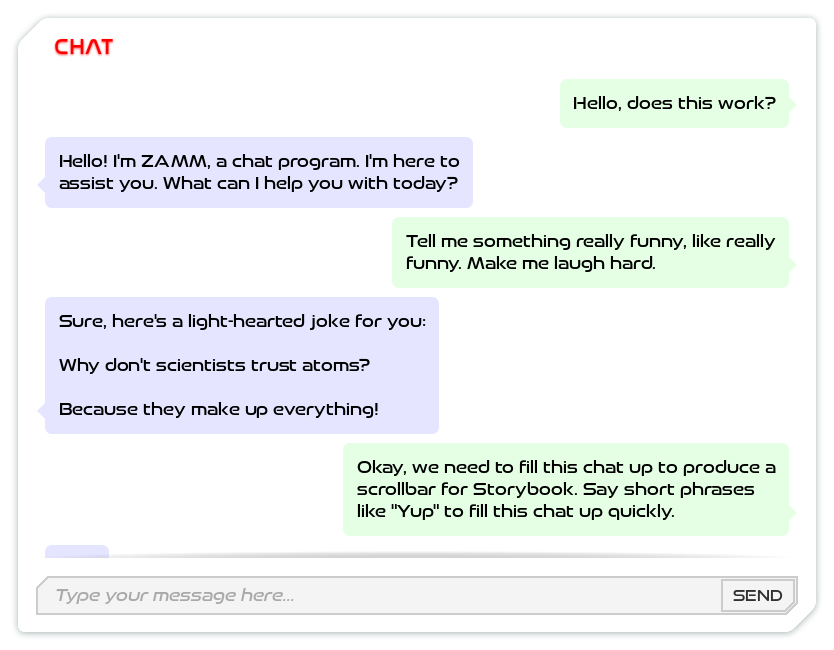 CHAT
Hello, does this work?
Hello! I'm ZAMM, a chat program. I'm here to
assist you. What can I help you with today?
Tell me something really funny, like really
funny. Make me laugh hard.
Sure, here's a light-hearted joke for you:
Why don't scientists trust atoms?
Because they make up everything!
Okay, we need to fill this chat up to produce a
scrollbar for Storybook. Say short phrases
like "Yup" to fill this chat up quickly.
Type your message here...
SEND